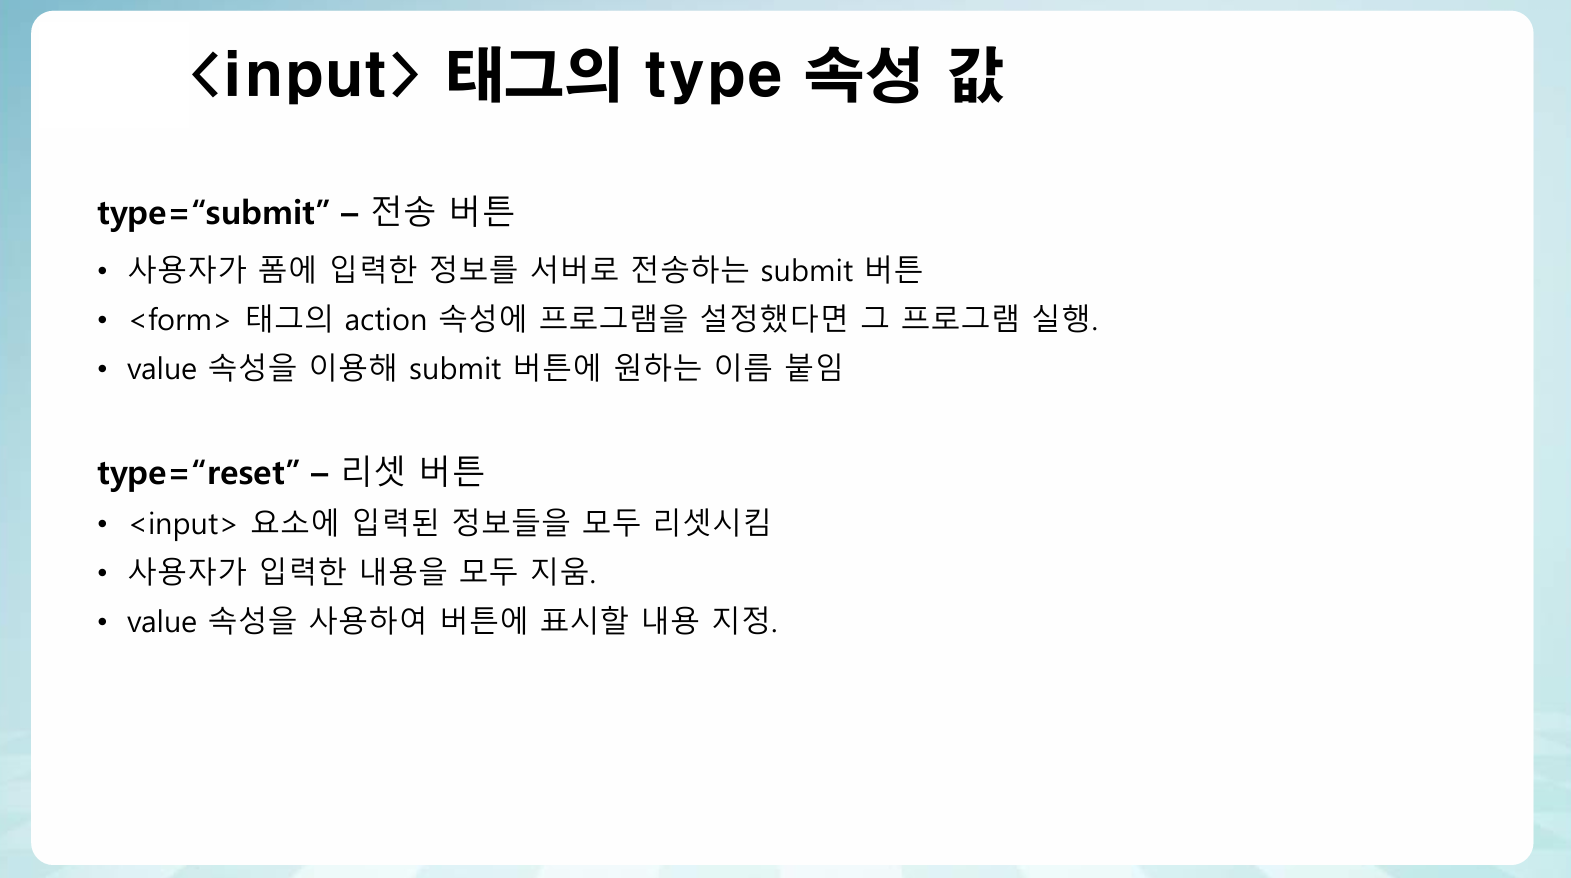 <input> 태그의 type 속성 값
type=“submit” – 전송 버튼
• 사용자가 폼에 입력한 정보를 서버로 전송하는 submit 버튼
• <form> 태그의 action 속성에 프로그램을 설정했다면 그 프로그램 실행.
• value 속성을 이용해 submit 버튼에 원하는 이름 붙임
type=“reset” – 리셋 버튼
• <input> 요소에 입력된 정보들을 모두 리셋시킴
• 사용자가 입력한 내용을 모두 지움.
• value 속성을 사용하여 버튼에 표시할 내용 지정.